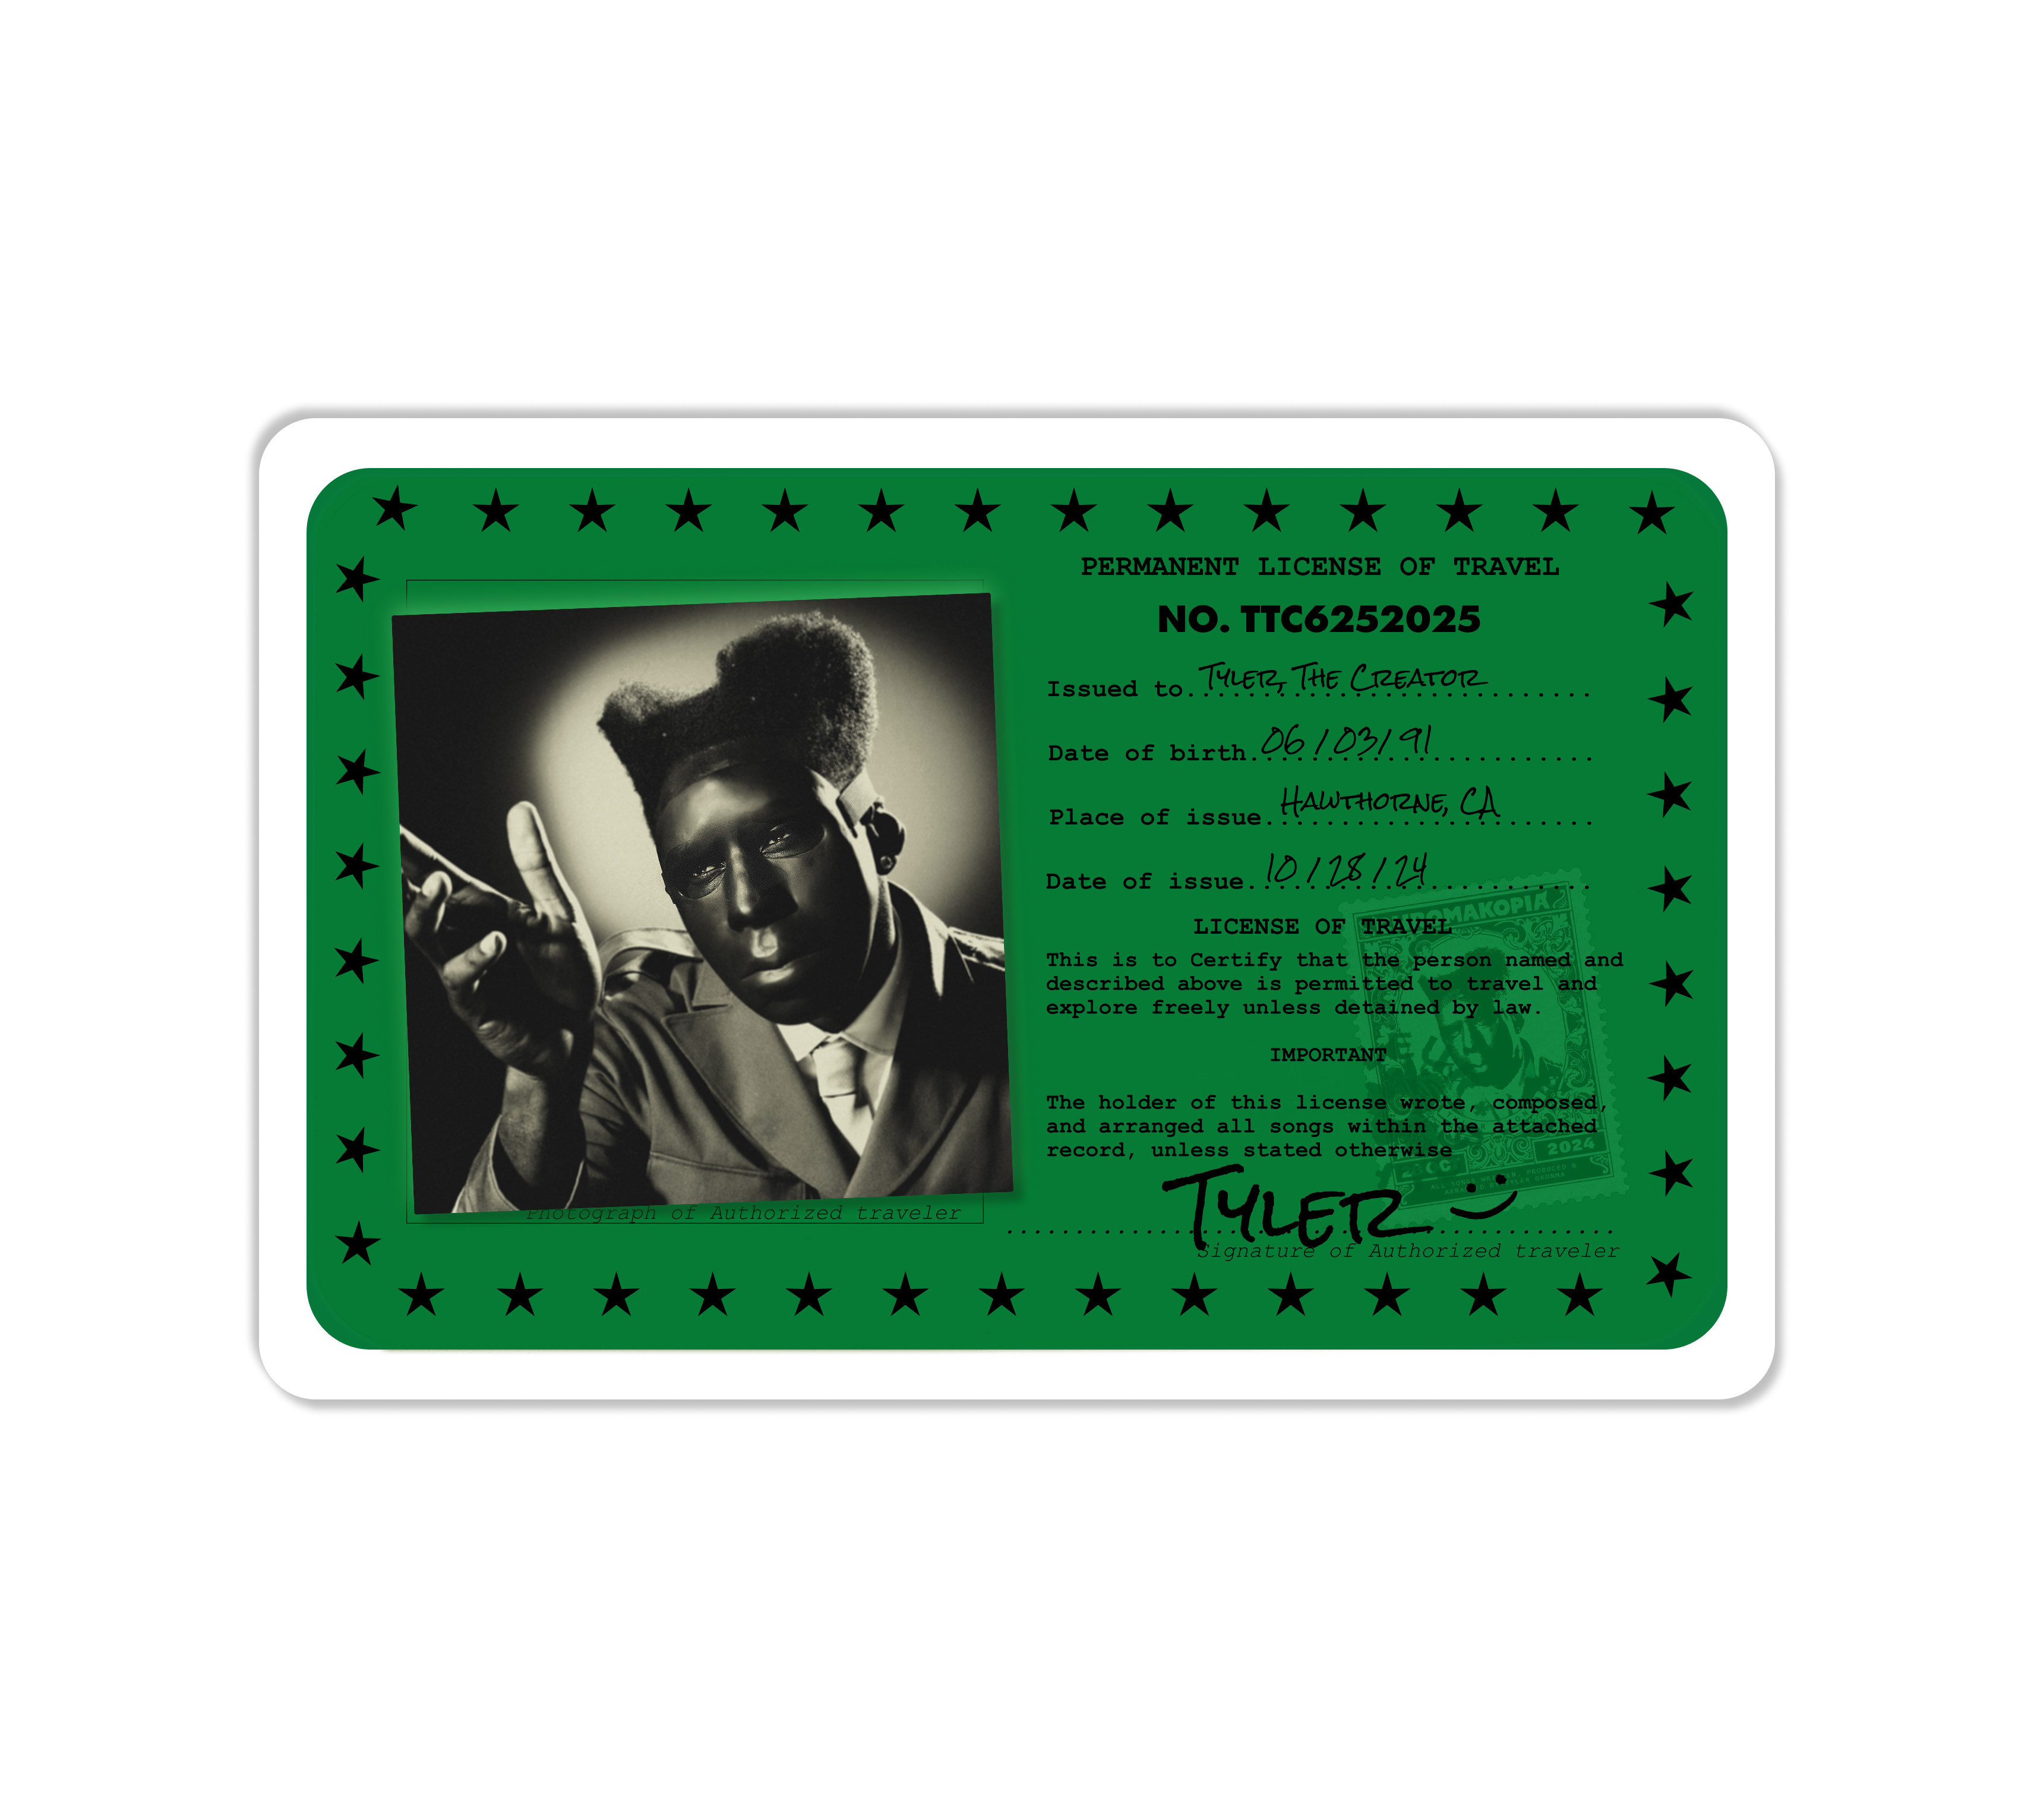 PERMANENT LICENSE OF TRAVEL
NO. TTC6252025
Issued to Tyler, The Creator
Date of birth 06/03/91
Place of issue Hawthorne, CA
Date of issue 10/28/24
LICENSE OF TRAVEL
This is to Certify that the person named and
described above is permitted to travel and
explore freely unless detained by law.
IMPORTANT
The holder of this license wrote, composed,
and arranged all songs within the attached
record, unless stated otherwise
Tyler :)
Signature of Authorized traveler
Photograph of Authorized traveler
2024